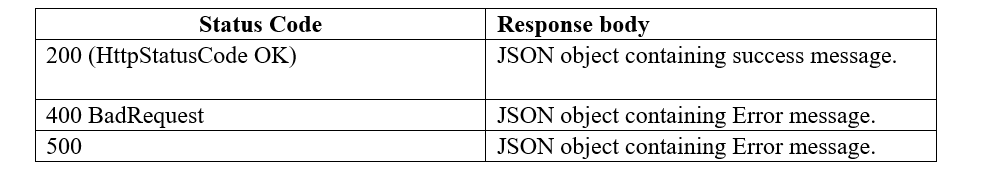 Status Code Response body
200 (HttpStatusCode OK) JSON object containing success message.
400 BadRequest JSON object containing Error message.
500 JSON object containing Error message.